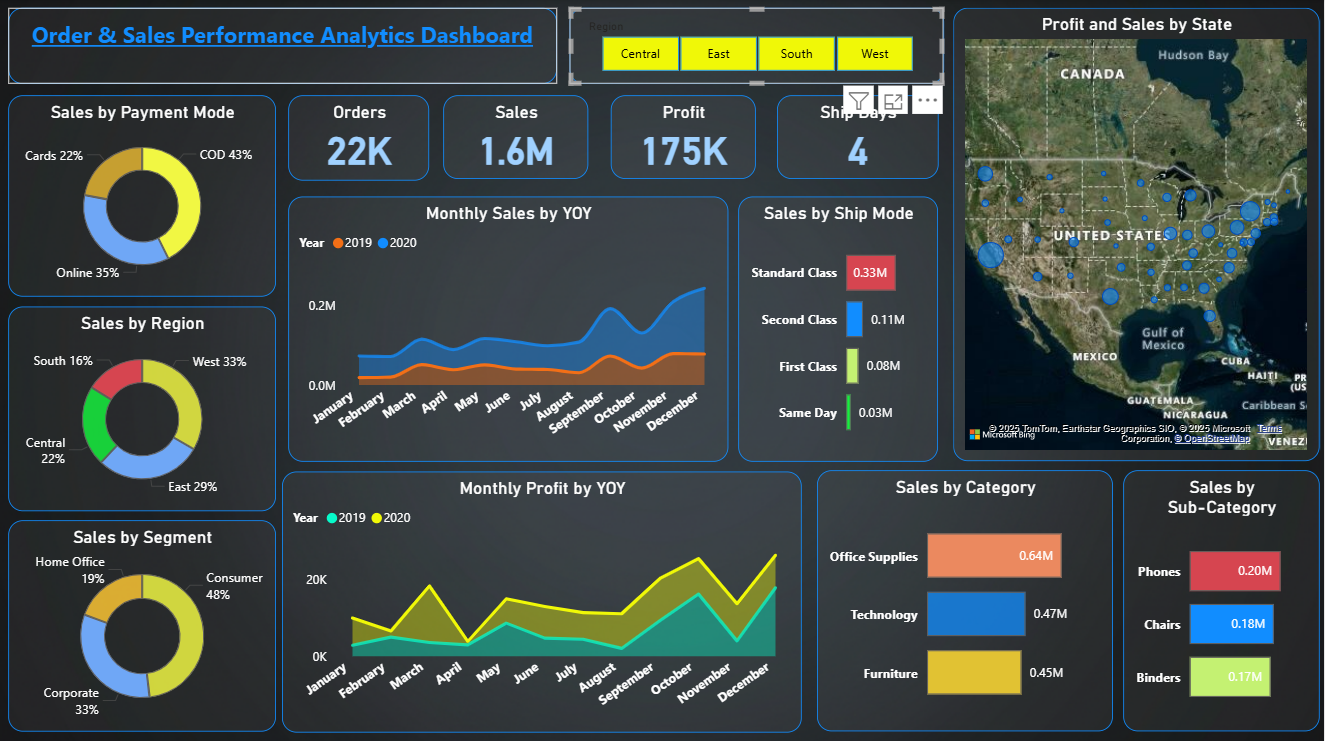 Order & Sales Performance Analytics Dashboard
Region
Central
East
South
West
Profit and Sales by State
Hudson Bay
CANADA
UNITED STATES
MEXICO
Gulf of
Mexico
CUBA
HAITI
PR
(US
GUATEMALA
Caribbean S
NICARAGUA
VENEZ
© 2025 TomTom, Earthstar Geographics SIO, © 2025 Microsoft
Corporation, © OpenStreetMap
Terms
Microsoft Bing
Sales by Payment Mode
Cards 22%
COD 43%
Online 35%
Orders
22K
Sales
1.6M
Profit
175K
Ship Days
4
Monthly Sales by YOY
Year 2019 2020
0.2M
0.0M
January
February
March
April
May
June
July
August
September
October
November
December
Sales by Ship Mode
Standard Class 0.33M
Second Class 0.11M
First Class 0.08M
Same Day 0.03M
Sales by Region
South 16%
West 33%
Central
22%
East 29%
Sales by Segment
Home Office
19%
Consumer
48%
Corporate
33%
Monthly Profit by YOY
Year 2019 2020
20K
0K
January
February
March
April
May
June
July
August
September
October
November
December
Sales by Category
Office Supplies 0.64M
Technology 0.47M
Furniture 0.45M
Sales by
Sub-Category
Phones 0.20M
Chairs 0.18M
Binders 0.17M